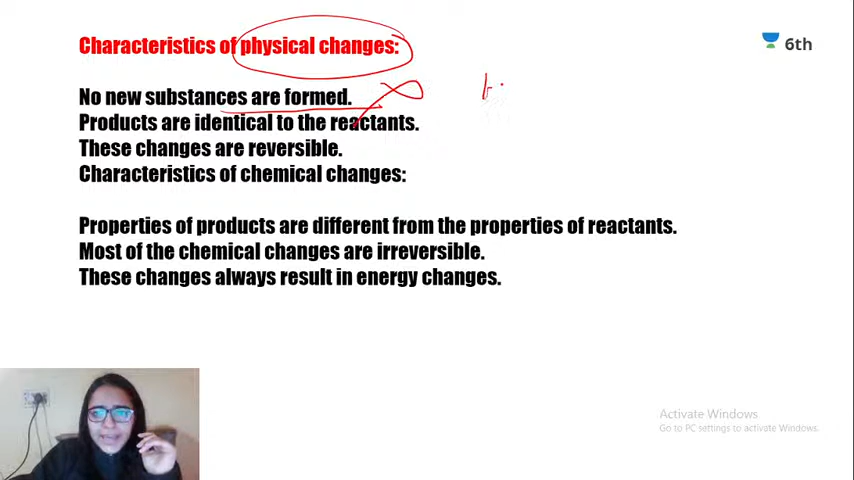 Characteristics of physical changes:
6th
No new substances are formed.
Products are identical to the reactants.
These changes are reversible.
Characteristics of chemical changes:
Properties of products are different from the properties of reactants.
Most of the chemical changes are irreversible.
These changes always result in energy changes.
Activate Windows
Go to PC settings to activate Windows.